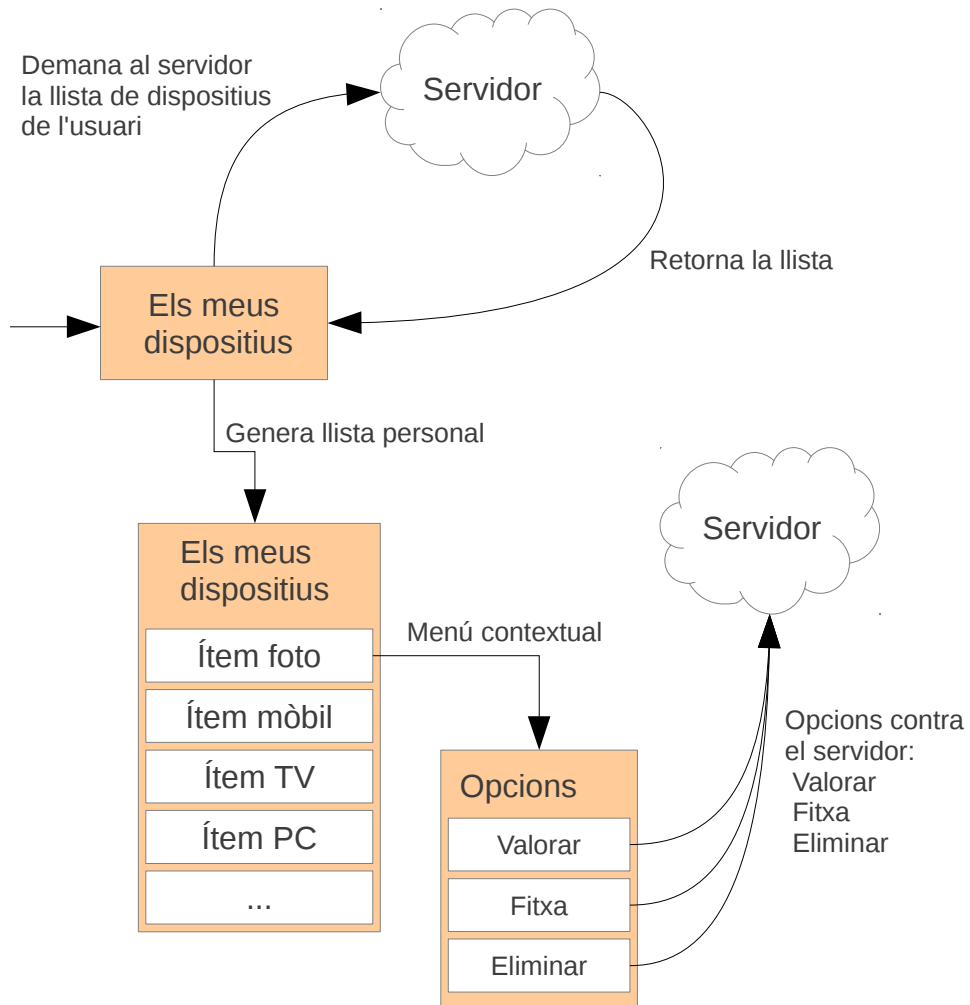 Demana al servidor
la llista de dispositius
de l'usuari
Servidor
Retorna la llista
Els meus
dispositius
Genera llista personal
Servidor
Els meus
dispositius
Menú contextual
Ítem foto
Ítem mòbil
Ítem TV
Ítem PC
...
Opcions
Valorar
Fitxa
Eliminar
Opcions contra
el servidor:
Valorar
Fitxa
Eliminar